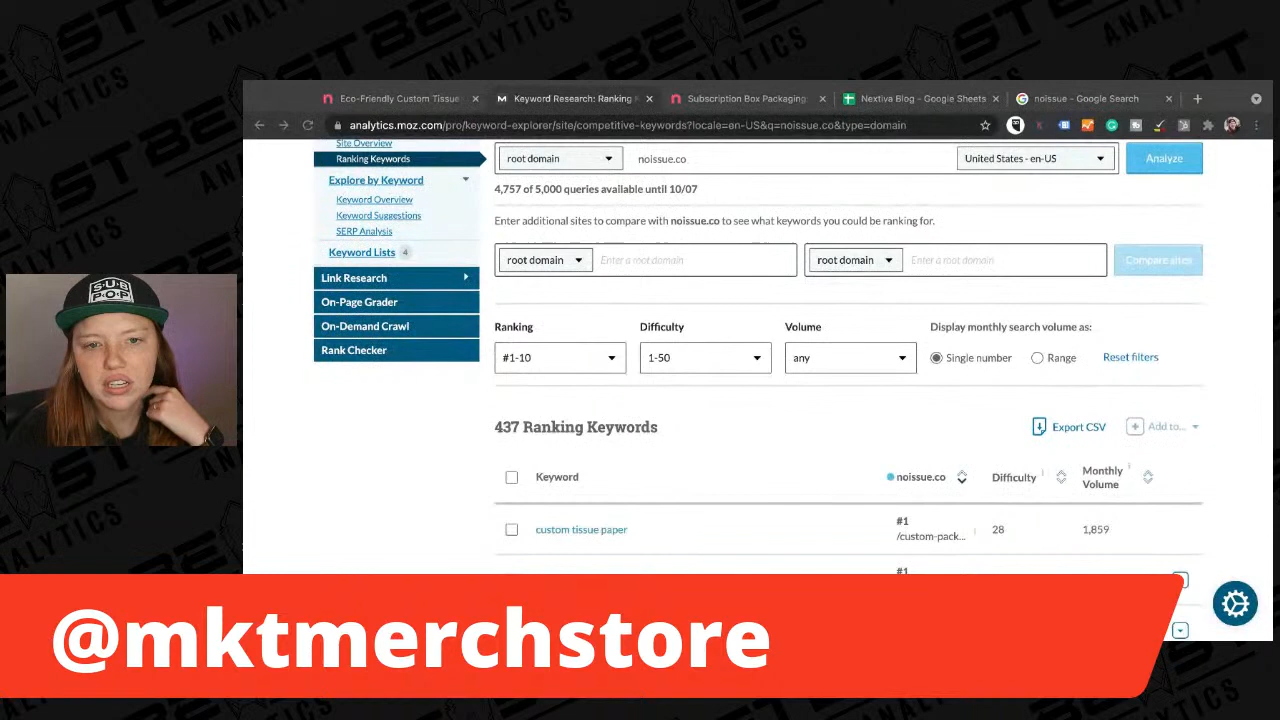 Eco-Friendly Custom Tissue
Keyword Research: Ranking K
Subscription Box Packaging
Nextiva Blog - Google Sheets
noissue - Google Search
analytics.moz.com/pro/keyword-explorer/site/competitive-keywords?locale=en-US&q=noissue.co&type=domain
Site Overview
Ranking Keywords
Explore by Keyword
Keyword Overview
Keyword Suggestions
SERP Analysis
Keyword Lists 4
Link Research
On-Page Grader
On-Demand Crawl
Rank Checker
root domain noissue.co United States - en-US Analyze
4,757 of 5,000 queries available until 10/07
Enter additional sites to compare with noissue.co to see what keywords you could be ranking for.
root domain Enter a root domain root domain Enter a root domain Compare sites
Ranking Difficulty Volume Display monthly search volume as:
#1-10 1-50 any Single number Range Reset filters
437 Ranking Keywords Export CSV Add to...
Keyword noissue.co Difficulty Monthly
Volume
custom tissue paper #1 28 1,859
/custom-pack...
#1
SUB
POP
@mktmerchstore
ANALYTICS
ANALYTICS
ANALYTICS
ANALYTICS